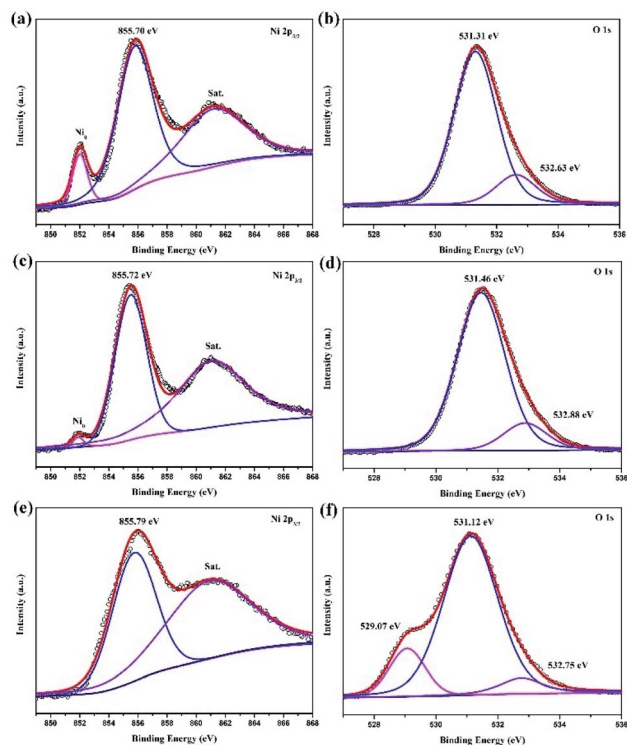 (a)
855.70 eV
Ni 2p3/2
Ni0
Sat.
Intensity (a.u.)
850 852 854 856 858 860 862 864 866 868
Binding Energy (eV)
(b)
531.31 eV
O 1s
532.63 eV
Intensity (a.u.)
528 530 532 534 536
Binding Energy (eV)
(c)
855.72 eV
Ni 2p3/2
Ni0
Sat.
Intensity (a.u.)
850 852 854 856 858 860 862 864 866 868
Binding Energy (eV)
(d)
531.46 eV
O 1s
532.88 eV
Intensity (a.u.)
528 530 532 534 536
Binding Energy (eV)
(e)
855.79 eV
Ni 2p3/2
Sat.
Intensity (a.u.)
850 852 854 856 858 860 862 864 866 868
Binding Energy (eV)
(f)
531.12 eV
O 1s
529.07 eV
532.75 eV
Intensity (a.u.)
528 530 532 534 536
Binding Energy (eV)